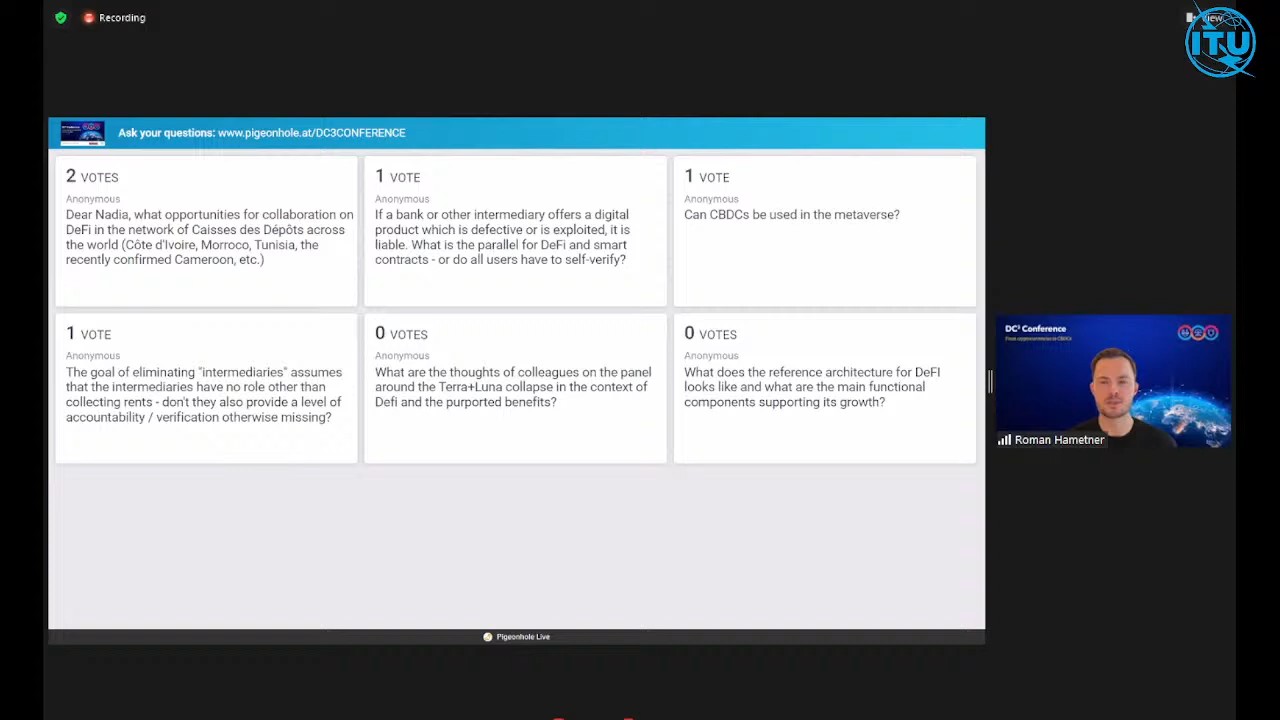 Recording
View
ITU
Ask your questions: www.pigeonhole.at/DC3CONFERENCE
2 VOTES
Anonymous
Dear Nadia, what opportunities for collaboration on
DeFi in the network of Caisses des Dépôts across
the world (Côte d'Ivoire, Morroco, Tunisia, the
recently confirmed Cameroon, etc.)
1 VOTE
Anonymous
If a bank or other intermediary offers a digital
product which is defective or is exploited, it is
liable. What is the parallel for DeFi and smart
contracts - or do all users have to self-verify?
1 VOTE
Anonymous
Can CBDCs be used in the metaverse?
1 VOTE
Anonymous
The goal of eliminating "intermediaries" assumes
that the intermediaries have no role other than
collecting rents - don't they also provide a level of
accountability / verification otherwise missing?
0 VOTES
Anonymous
What are the thoughts of colleagues on the panel
around the Terra+Luna collapse in the context of
Defi and the purported benefits?
0 VOTES
Anonymous
What does the reference architecture for DeFI
looks like and what are the main functional
components supporting its growth?
DC³ Conference
From cryptocurrencies to CBDCs
Roman Hametner
Pigeonhole Live